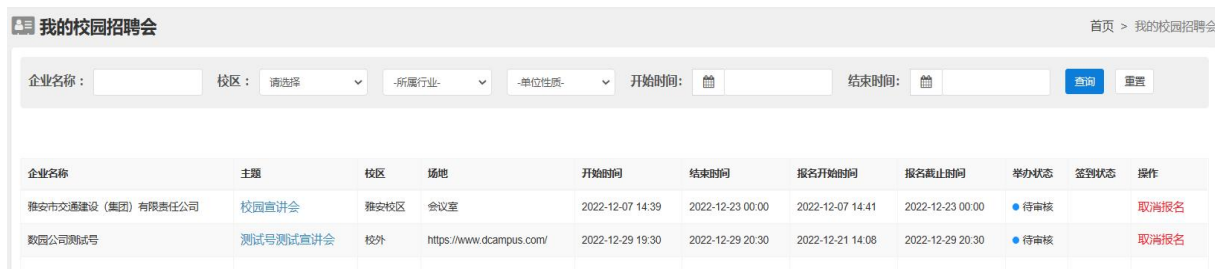 我的校园招聘会
首页 > 我的校园招聘会
企业名称： 校区： 请选择 -所属行业- -单位性质- 开始时间： 结束时间： 查询 重置
企业名称 主题 校区 场地 开始时间 结束时间 报名开始时间 报名截止时间 举办状态 签到状态 操作
雅安市交通建设（集团）有限责任公司 校园宣讲会 雅安校区 会议室 2022-12-07 14:39 2022-12-23 00:00 2022-12-07 14:41 2022-12-23 00:00 待审核 取消报名
数园公司测试号 测试号测试宣讲会 校外 https://www.dcampus.com/ 2022-12-29 19:30 2022-12-29 20:30 2022-12-21 14:08 2022-12-29 20:30 待审核 取消报名